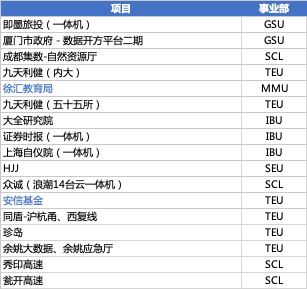 项目 事业部
即墨旅投（一体机） GSU
厦门市政府－数据开方平台二期 GSU
成都集数-自然资源厅 SCL
九天利健（内大） TEU
徐汇教育局 MMU
九天利健（五十五所） TEU
大全研究院 IBU
证券时报（一体机） IBU
上海自仪院（一体机） IBU
HJJ SEU
众诚（浪潮14台云一体机） SCL
安信基金 TEU
同盾-沪杭甬、西复线 TEU
珍岛 TEU
余姚大数据、余姚应急厅 TEU
秀印高速 SCL
瓮开高速 SCL